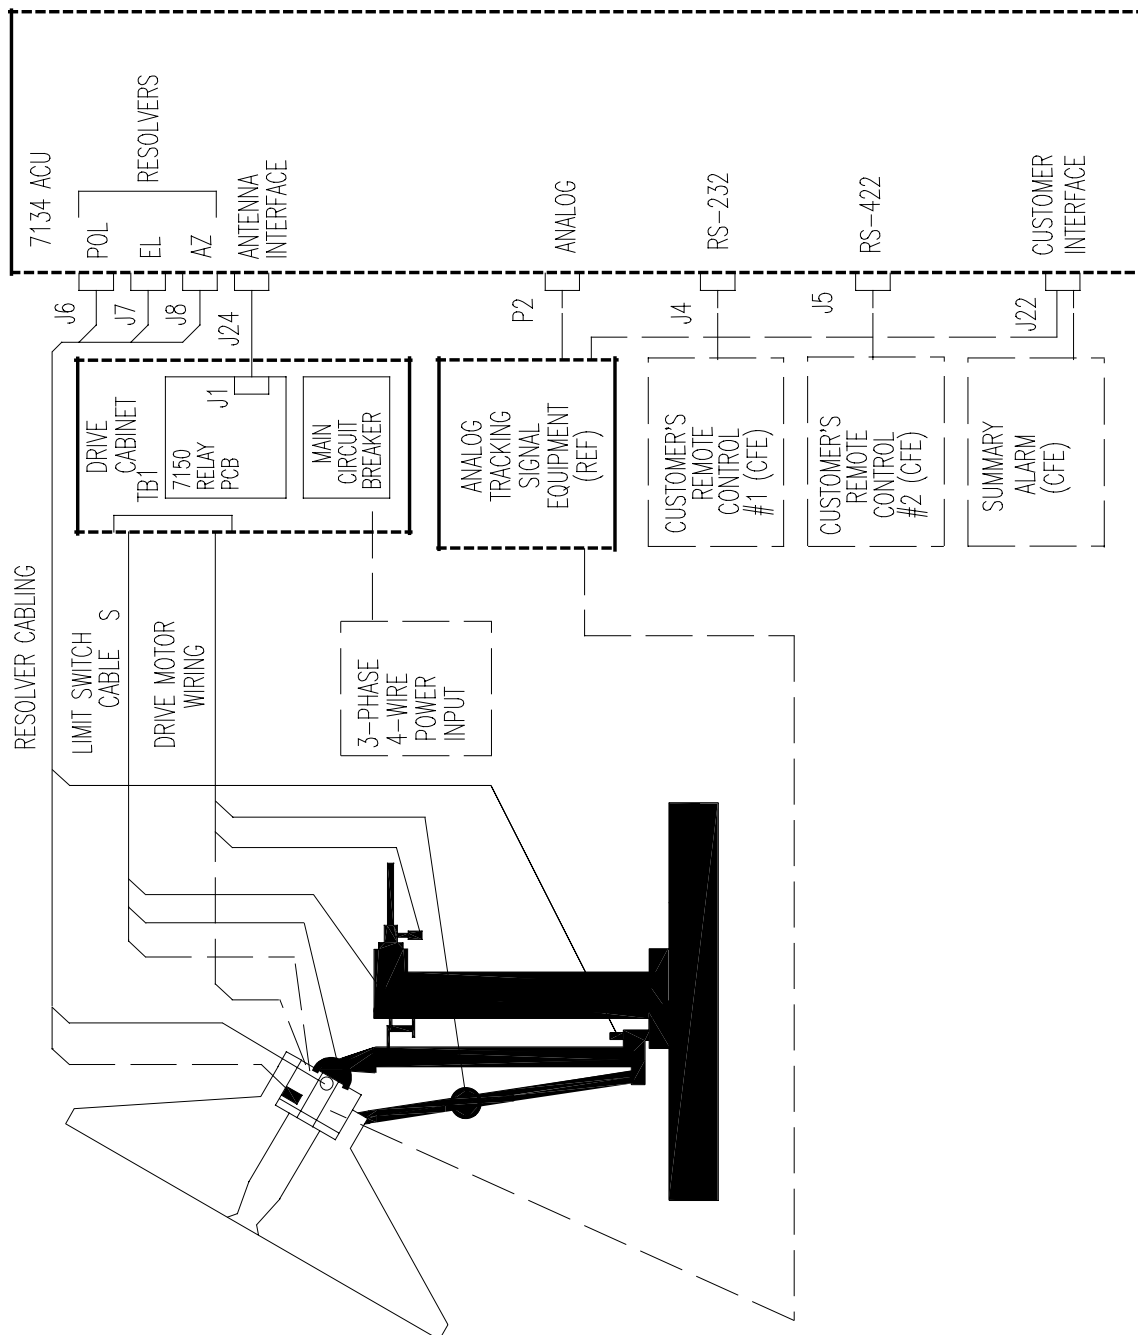 7134 ACU
RESOLVERS
POL
EL
AZ
ANTENNA
INTERFACE
ANALOG
RS-232
RS-422
CUSTOMER
INTERFACE
J6
J7
J8
J24
P2
J4
J5
J22
DRIVE
CABINET
TB1
7150
RELAY
PCB
J1
MAIN
CIRCUIT
BREAKER
ANALOG
TRACKING
SIGNAL
EQUIPMENT
(REF)
CUSTOMER'S
REMOTE
CONTROL
#1 (CFE)
CUSTOMER'S
REMOTE
CONTROL
#2 (CFE)
SUMMARY
ALARM
(CFE)
RESOLVER CABLING
LIMIT SWITCH
CABLE S
DRIVE MOTOR
WIRING
3-PHASE
4-WIRE
POWER
INPUT